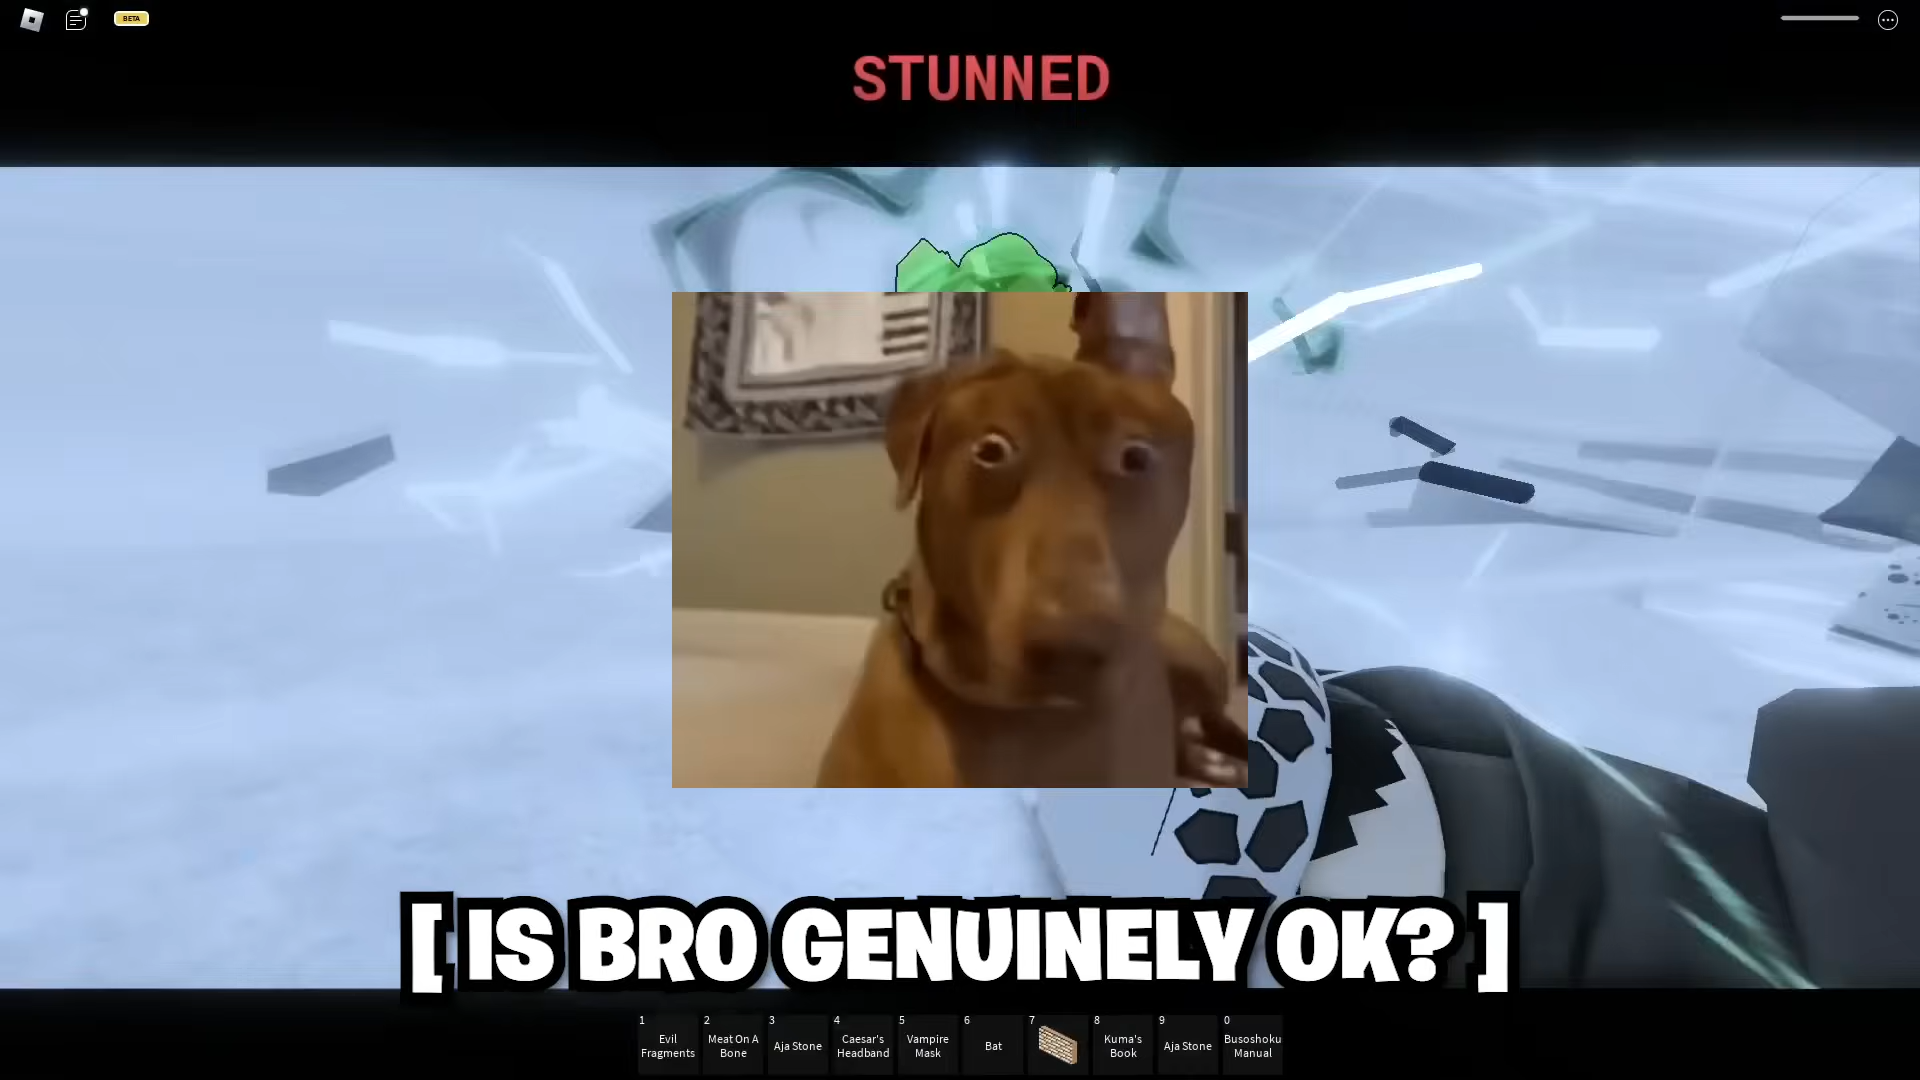 BETA
STUNNED
[ IS BRO GENUINELY OK? ]
1 Evil Fragments
2 Meat On A Bone
3 Aja Stone
4 Caesar's Headband
5 Vampire Mask
6 Bat
7
8 Kuma's Book
9 Aja Stone
0 Busoshoku Manual